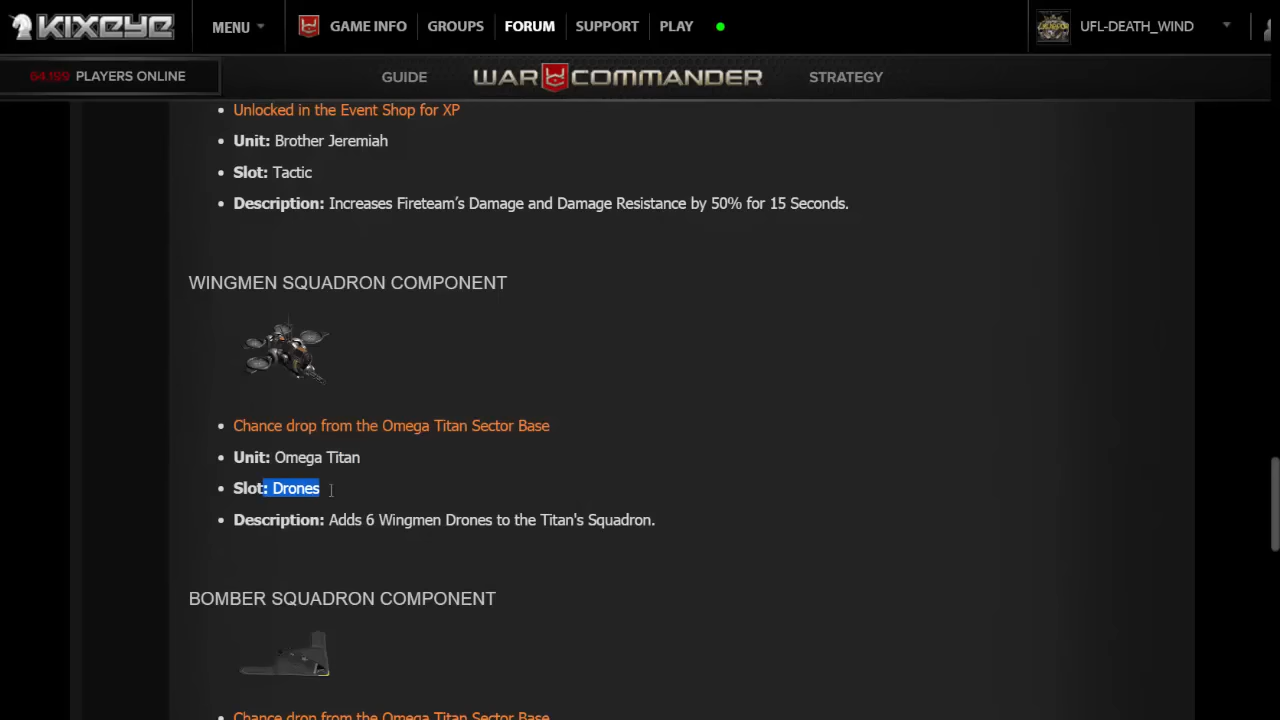 KIXEYE MENU GAME INFO GROUPS FORUM SUPPORT PLAY UFL-DEATH_WIND
64,199 PLAYERS ONLINE GUIDE WAR COMMANDER STRATEGY
• Unlocked in the Event Shop for XP
• Unit: Brother Jeremiah
• Slot: Tactic
• Description: Increases Fireteam's Damage and Damage Resistance by 50% for 15 Seconds.
WINGMEN SQUADRON COMPONENT
• Chance drop from the Omega Titan Sector Base
• Unit: Omega Titan
• Slot: Drones
• Description: Adds 6 Wingmen Drones to the Titan's Squadron.
BOMBER SQUADRON COMPONENT
• Chance drop from the Omega Titan Sector Base